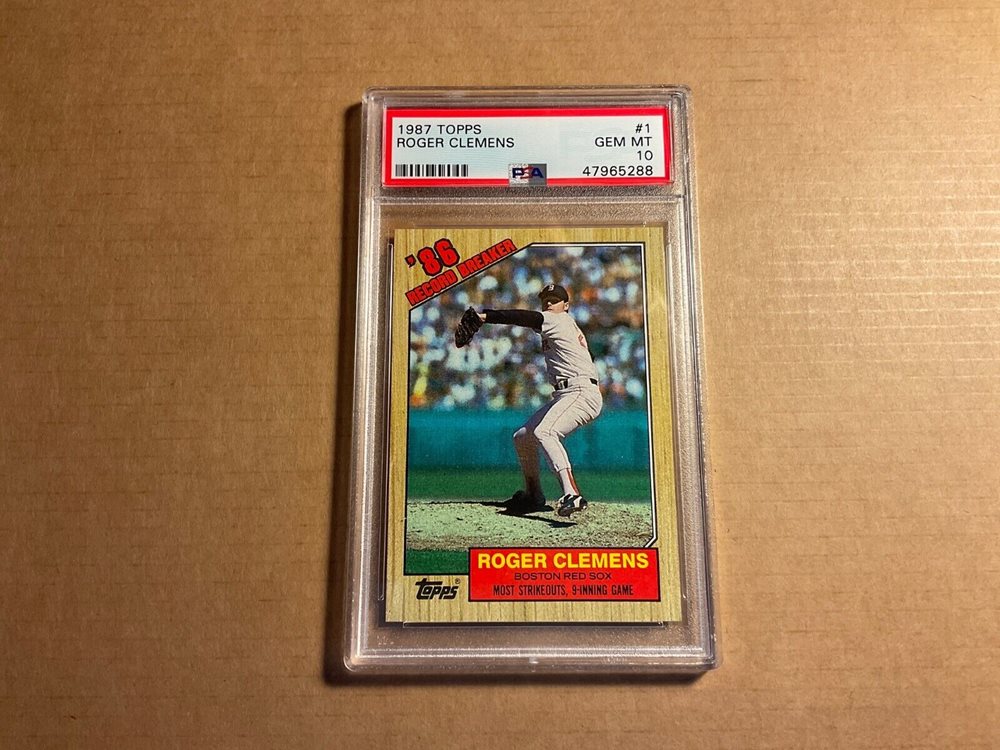 1987 TOPPS #1
ROGER CLEMENS GEM MT
10
PSA 47965288
'86
RECORD BREAKER
B
ROGER CLEMENS
BOSTON RED SOX
MOST STRIKEOUTS, 9-INNING GAME
topps®